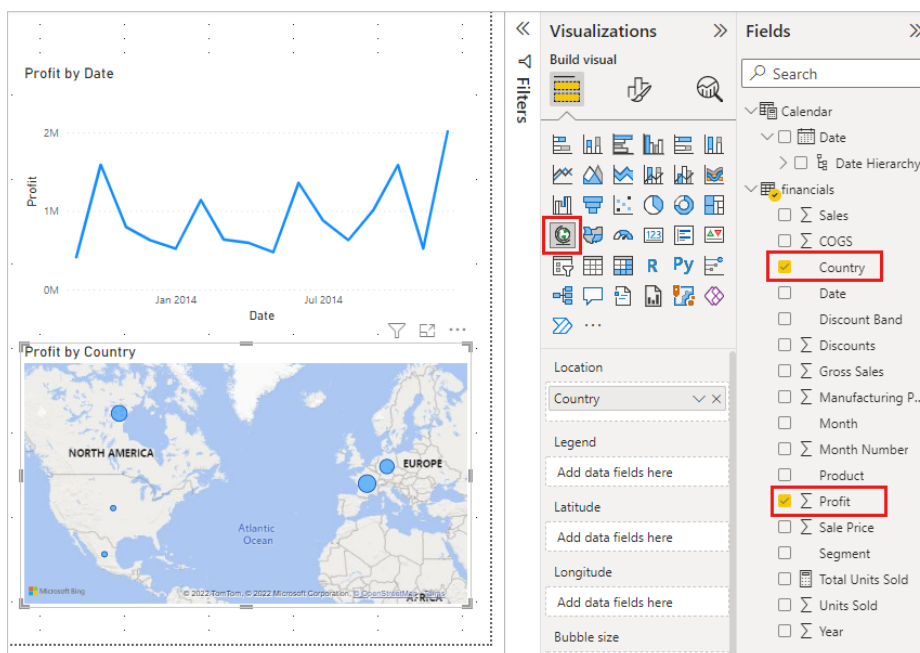 Profit by Date
2M
1M
0M
Profit
Jan 2014
Jul 2014
Date
Profit by Country
NORTH AMERICA
EUROPE
Atlantic
Ocean
AFRICA
Microsoft Bing
© 2022 TomTom, © 2022 Microsoft Corporation, © OpenStreetMap Terms
Filters
Visualizations
Build visual
123
R
Py
Location
Country
Legend
Add data fields here
Latitude
Add data fields here
Longitude
Add data fields here
Bubble size
Fields
Search
Calendar
Date
Date Hierarchy
financials
Sales
COGS
Country
Date
Discount Band
Discounts
Gross Sales
Manufacturing P...
Month
Month Number
Product
Profit
Sale Price
Segment
Total Units Sold
Units Sold
Year